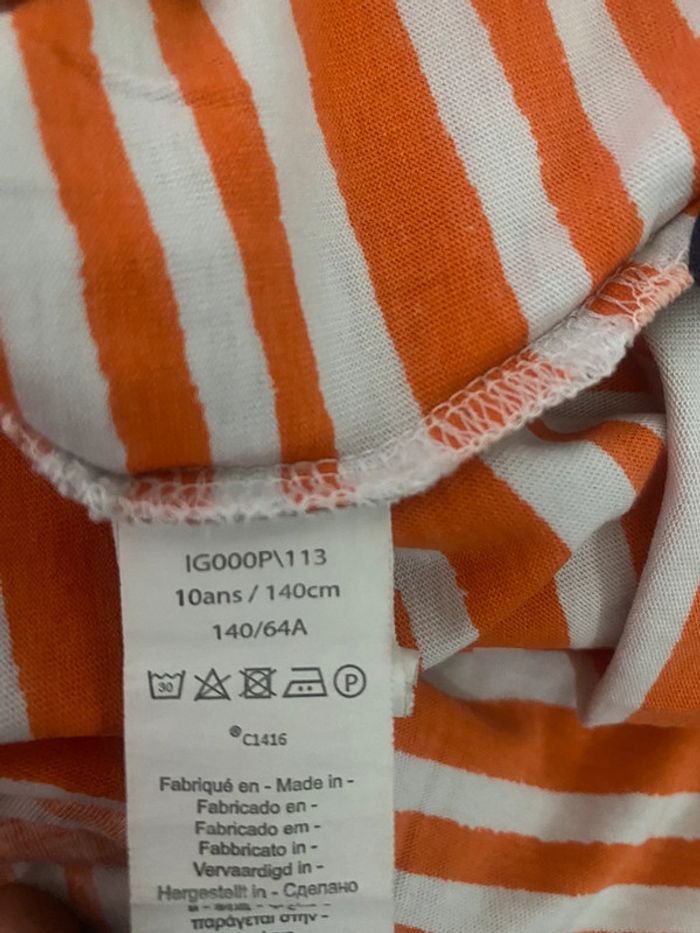 IG000P\113
10ans / 140cm
140/64A
30
P
®C1416
Fabriqué en - Made in -
Fabricado en -
Fabricado em -
Fabbricato in -
Vervaardigd in -
Hergestellt in - Сделано
παράγεται στην -